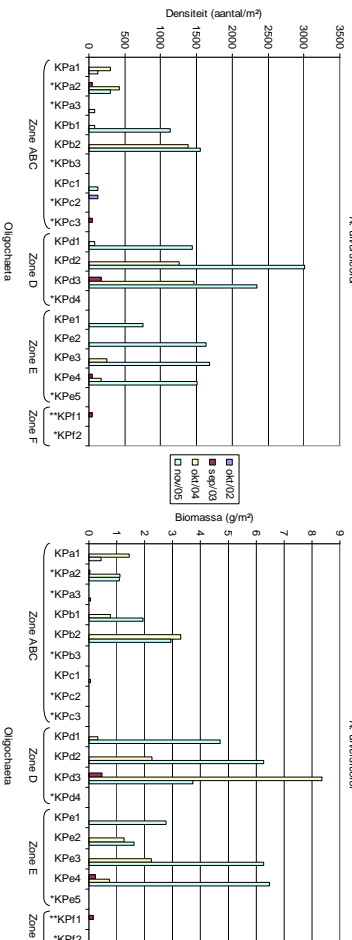 Densiteit (aantal/m²)
0 500 1000 1500 2000 2500 3000 3500
KPa1
*KPa2
*KPa3
KPb1
KPb2
*KPb3
KPc1
*KPc2
*KPc3
KPd1
KPd2
KPd3
*KPd4
KPe1
KPe2
KPe3
KPe4
*KPe5
**KPf1
*KPf2
Zone ABC
Zone D
Zone E
Zone F
Oligochaeta
okt/02
sep/03
okt/04
nov/05
Biomassa (g/m²)
0 1 2 3 4 5 6 7 8 9
KPa1
*KPa2
*KPa3
KPb1
KPb2
*KPb3
KPc1
*KPc2
*KPc3
KPd1
KPd2
KPd3
*KPd4
KPe1
KPe2
KPe3
KPe4
*KPe5
**KPf1
*KPf2
Zone ABC
Zone D
Zone E
Zone
Oligochaeta